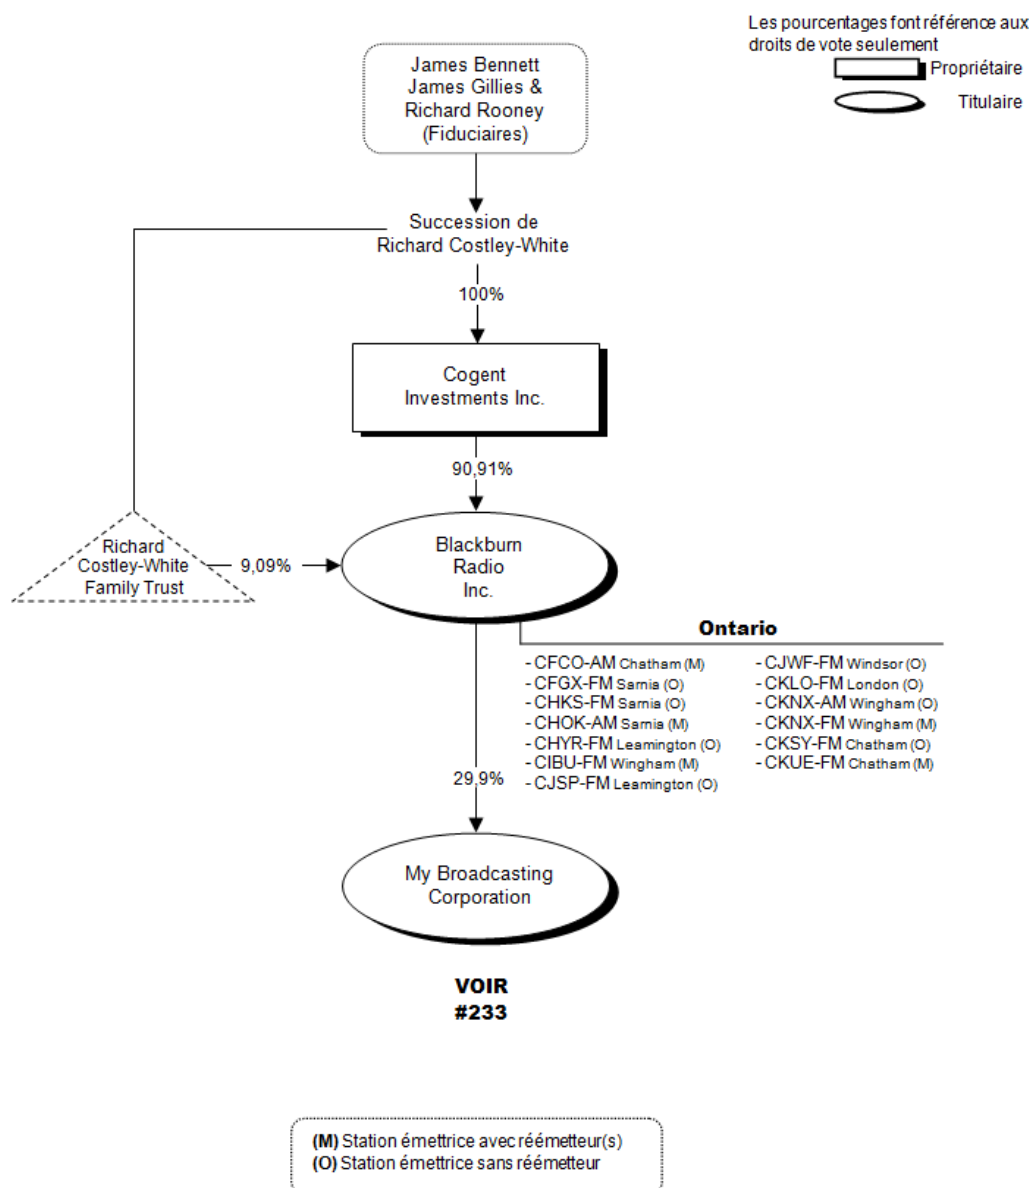 Les pourcentages font référence aux
droits de vote seulement
Propriétaire
Titulaire
James Bennett
James Gillies &
Richard Rooney
(Fiduciaires)
Succession de
Richard Costley-White
100%
Cogent
Investments Inc.
90,91%
Richard
Costley-White
Family Trust
9,09%
Blackburn
Radio
Inc.
Ontario
- CFCO-AM Chatham (M)
- CFGX-FM Sarnia (O)
- CHKS-FM Sarnia (O)
- CHOK-AM Sarnia (M)
- CHYR-FM Leamington (O)
- CIBU-FM Wingham (M)
- CJSP-FM Leamington (O)
- CJWF-FM Windsor (O)
- CKLO-FM London (O)
- CKNX-AM Wingham (O)
- CKNX-FM Wingham (M)
- CKSY-FM Chatham (O)
- CKUE-FM Chatham (M)
29,9%
My Broadcasting
Corporation
VOIR
#233
(M) Station émettrice avec réémetteur(s)
(O) Station émettrice sans réémetteur